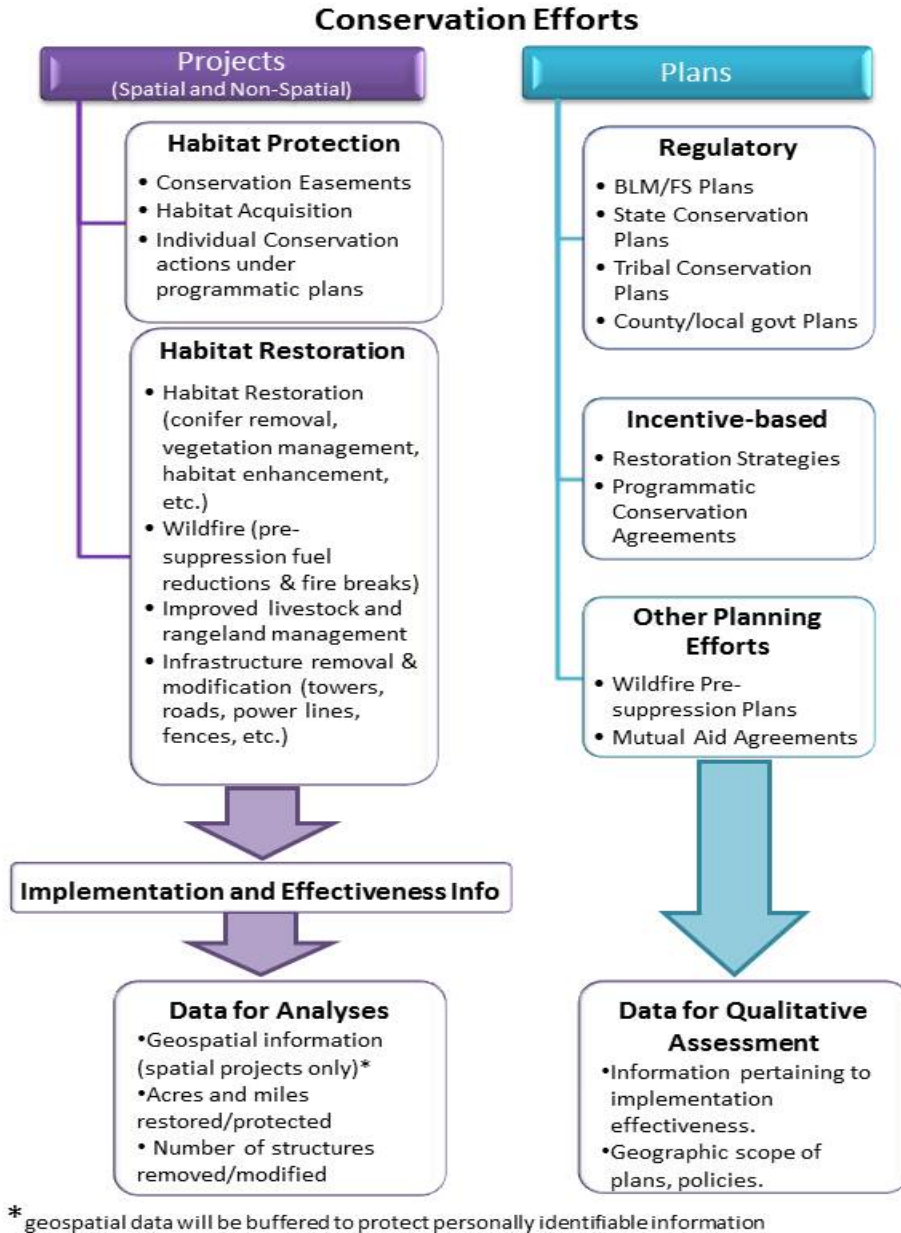 Conservation Efforts
Projects
(Spatial and Non-Spatial)
Habitat Protection
• Conservation Easements
• Habitat Acquisition
• Individual Conservation
actions under
programmatic plans
Habitat Restoration
• Habitat Restoration
(conifer removal,
vegetation management,
habitat enhancement,
etc.)
• Wildfire (pre-
suppression fuel
reductions & fire breaks)
• Improved livestock and
rangeland management
• Infrastructure removal &
modification (towers,
roads, power lines,
fences, etc.)
Implementation and Effectiveness Info
Data for Analyses
•Geospatial information
(spatial projects only)*
•Acres and miles
restored/protected
• Number of structures
removed/modified
Plans
Regulatory
• BLM/FS Plans
• State Conservation
Plans
• Tribal Conservation
Plans
• County/local govt Plans
Incentive-based
• Restoration Strategies
• Programmatic
Conservation
Agreements
Other Planning
Efforts
• Wildfire Pre-
suppression Plans
• Mutual Aid Agreements
Data for Qualitative
Assessment
•Information pertaining to
implementation
effectiveness.
•Geographic scope of
plans, policies.
* geospatial data will be buffered to protect personally identifiable information